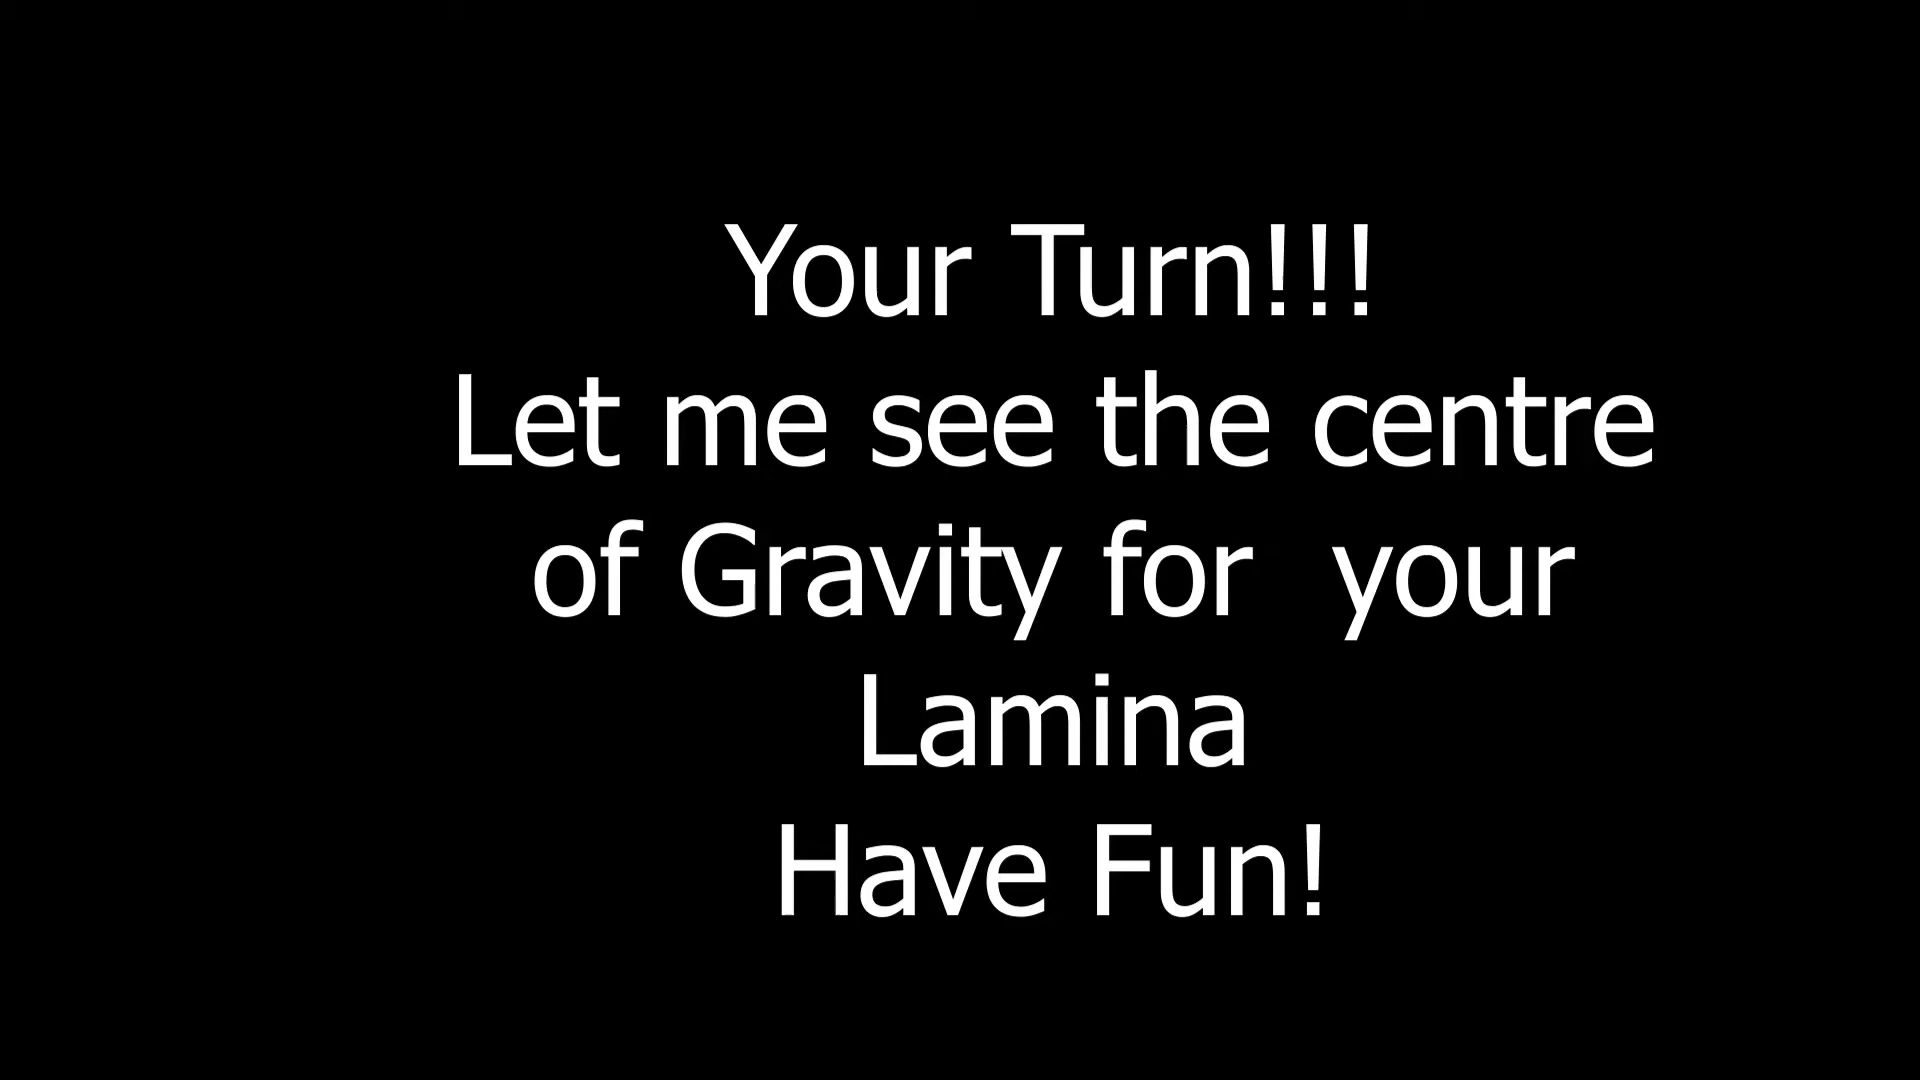 Your Turn!!!
Let me see the centre
of Gravity for  your
Lamina
Have Fun!